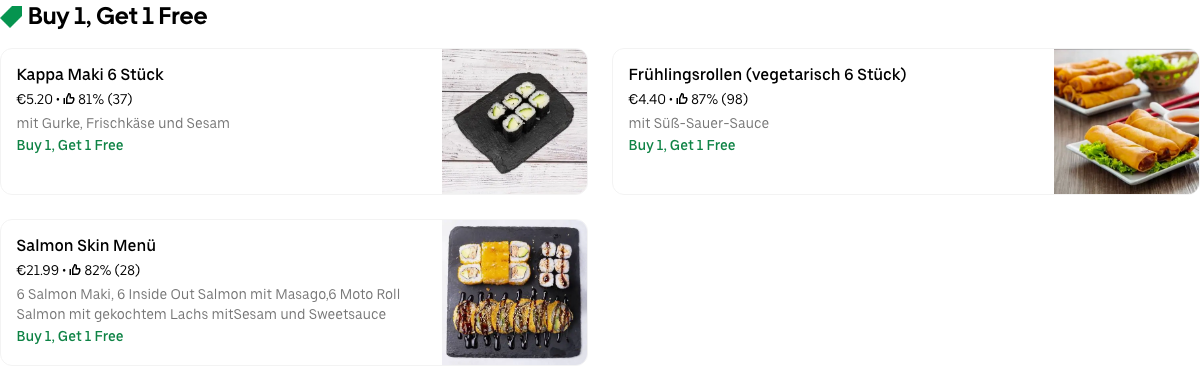 Buy 1, Get 1 Free
Kappa Maki 6 Stück
€5.20 • 81% (37)
mit Gurke, Frischkäse und Sesam
Buy 1, Get 1 Free
Frühlingsrollen (vegetarisch 6 Stück)
€4.40 • 87% (98)
mit Süß-Sauer-Sauce
Buy 1, Get 1 Free
Salmon Skin Menü
€21.99 • 82% (28)
6 Salmon Maki, 6 Inside Out Salmon mit Masago,6 Moto Roll
Salmon mit gekochtem Lachs mitSesam und Sweetsauce
Buy 1, Get 1 Free